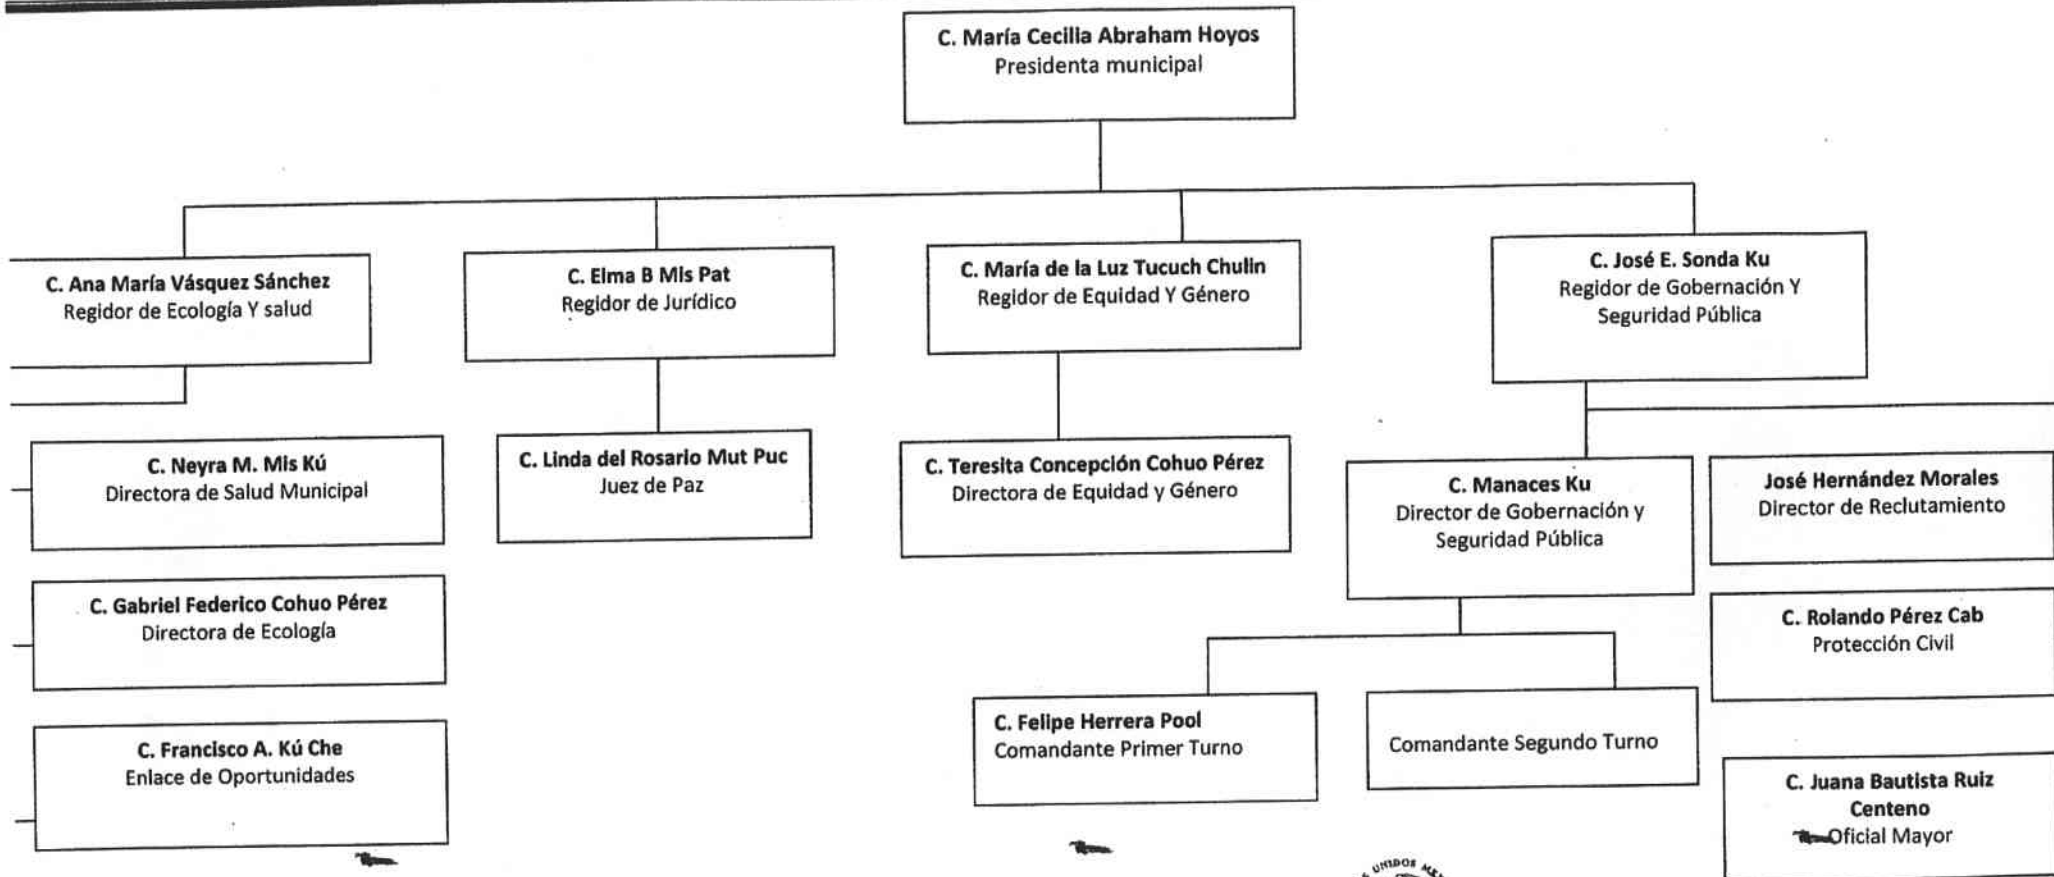 C. María Cecilia Abraham Hoyos
Presidenta municipal
C. Ana María Vásquez Sánchez
Regidor de Ecología Y salud
C. Elma B Mis Pat
Regidor de Jurídico
C. María de la Luz Tucuch Chulin
Regidor de Equidad Y Género
C. José E. Sonda Ku
Regidor de Gobernación Y
Seguridad Pública
C. Neyra M. Mis Kú
Directora de Salud Municipal
C. Linda del Rosario Mut Puc
Juez de Paz
C. Teresita Concepción Cohuo Pérez
Directora de Equidad y Género
C. Manaces Ku
Director de Gobernación y
Seguridad Pública
José Hernández Morales
Director de Reclutamiento
C. Gabriel Federico Cohuo Pérez
Directora de Ecología
C. Rolando Pérez Cab
Protección Civil
C. Francisco A. Kú Che
Enlace de Oportunidades
C. Felipe Herrera Pool
Comandante Primer Turno
Comandante Segundo Turno
C. Juana Bautista Ruiz
Centeno
Oficial Mayor
UNIDOS